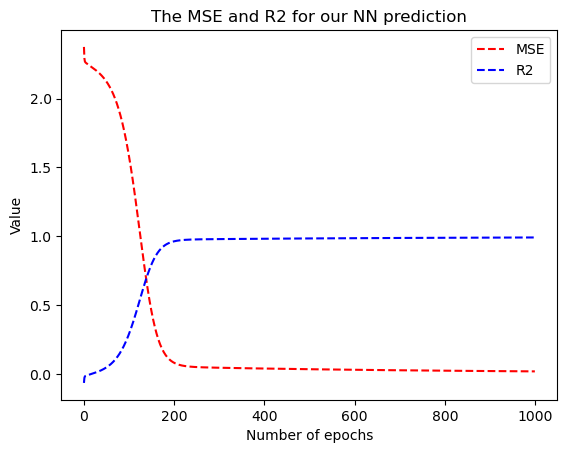 The MSE and R2 for our NN prediction
MSE
R2
Value
2.0
1.5
1.0
0.5
0.0
0 200 400 600 800 1000
Number of epochs